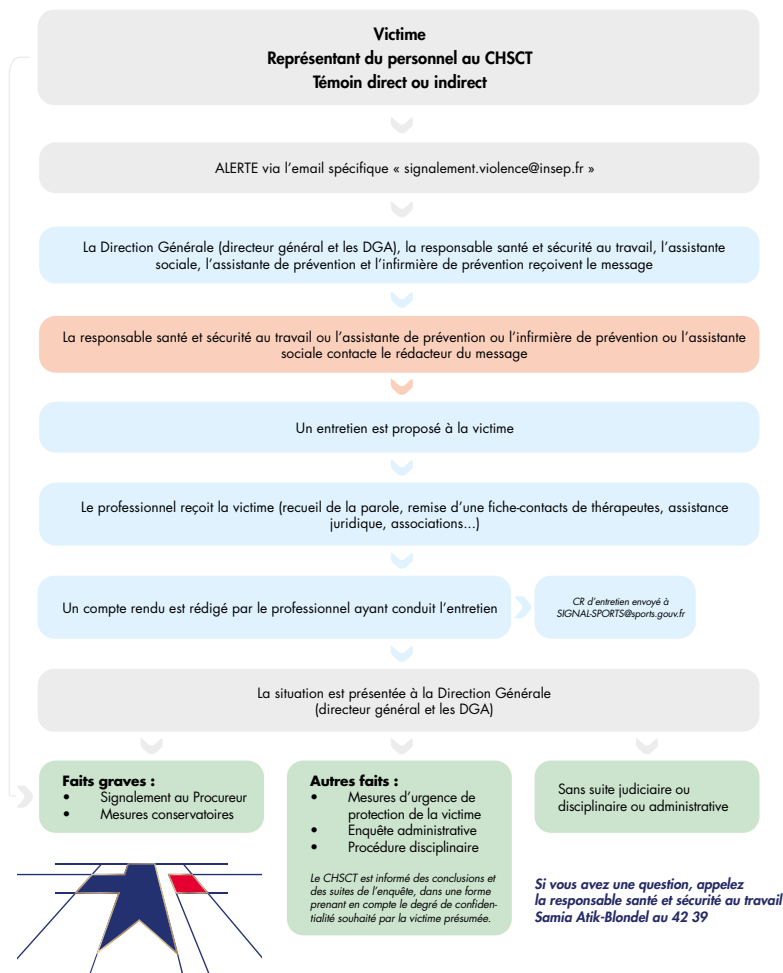 Victime
Représentant du personnel au CHSCT
Témoin direct ou indirect
ALERTE via l'email spécifique « signalement.violence@insep.fr »
La Direction Générale (directeur général et les DGA), la responsable santé et sécurité au travail, l'assistante
sociale, l'assistante de prévention et l'infirmière de prévention reçoivent le message
La responsable santé et sécurité au travail ou l'assistante de prévention ou l'infirmière de prévention ou l'assistante
sociale contacte le rédacteur du message
Un entretien est proposé à la victime
Le professionnel reçoit la victime (recueil de la parole, remise d'une fiche-contacts de thérapeutes, assistance
juridique, associations...)
Un compte rendu est rédigé par le professionnel ayant conduit l'entretien
CR d'entretien envoyé à
SIGNAL-SPORTS@sports.gouv.fr
La situation est présentée à la Direction Générale
(directeur général et les DGA)
Faits graves :
• Signalement au Procureur
• Mesures conservatoires
Autres faits :
• Mesures d'urgence de
protection de la victime
• Enquête administrative
• Procédure disciplinaire
Le CHSCT est informé des conclusions et
des suites de l'enquête, dans une forme
prenant en compte le degré de confiden-
tialité souhaité par la victime présumée.
Sans suite judiciaire ou
disciplinaire ou administrative
Si vous avez une question, appelez
la responsable santé et sécurité au travail
Samia Atik-Blondel au 42 39